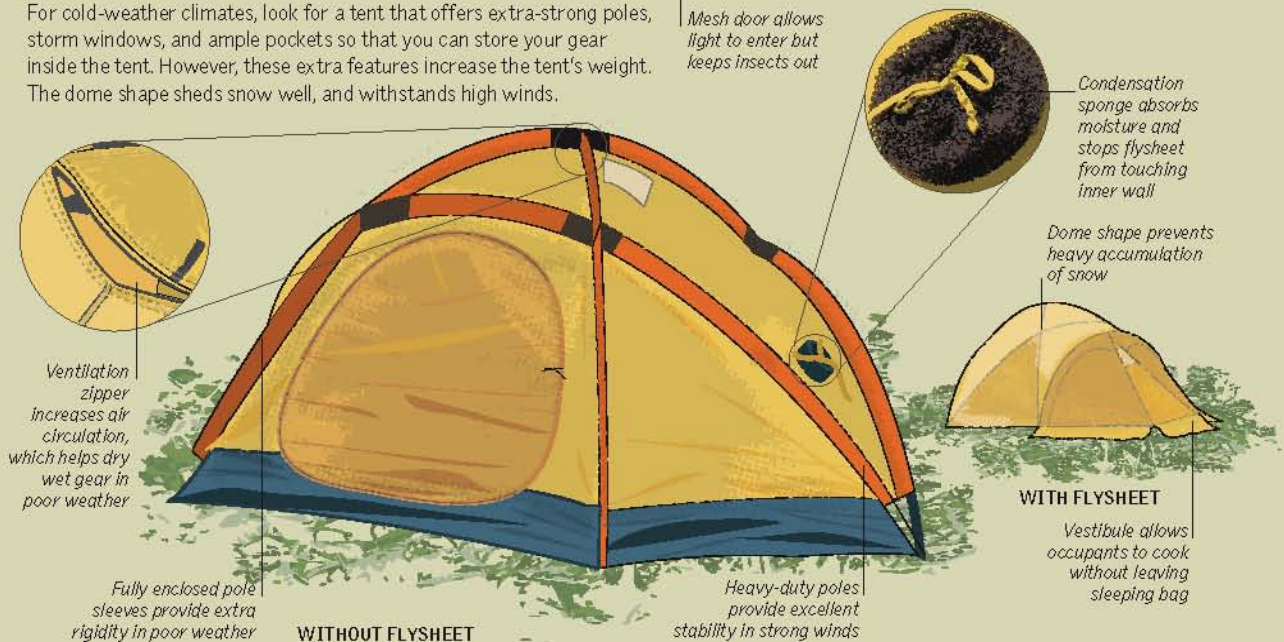 For cold-weather climates, look for a tent that offers extra-strong poles,
storm windows, and ample pockets so that you can store your gear
inside the tent. However, these extra features increase the tent's weight.
The dome shape sheds snow well, and withstands high winds.
Mesh door allows
light to enter but
keeps insects out
Condensation
sponge absorbs
moisture and
stops flysheet
from touching
inner wall
Dome shape prevents
heavy accumulation
of snow
Ventilation
zipper
increases air
circulation,
which helps dry
wet gear in
poor weather
WITH FLYSHEET
Vestibule allows
occupants to cook
without leaving
sleeping bag
Fully enclosed pole
sleeves provide extra
rigidity in poor weather
WITHOUT FLYSHEET
Heavy-duty poles
provide excellent
stability in strong winds